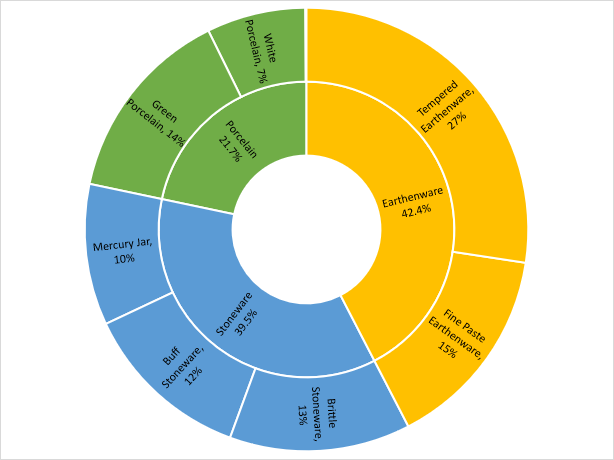 White
Porcelain, 7%
Green
Porcelain, 14%
Porcelain
21.7%
Tempered
Earthenware,
27%
Earthenware
42.4%
Mercury Jar,
10%
Stoneware
39.5%
Fine Paste
Earthenware,
15%
Buff
Stoneware,
12%
Brittle
Stoneware,
13%